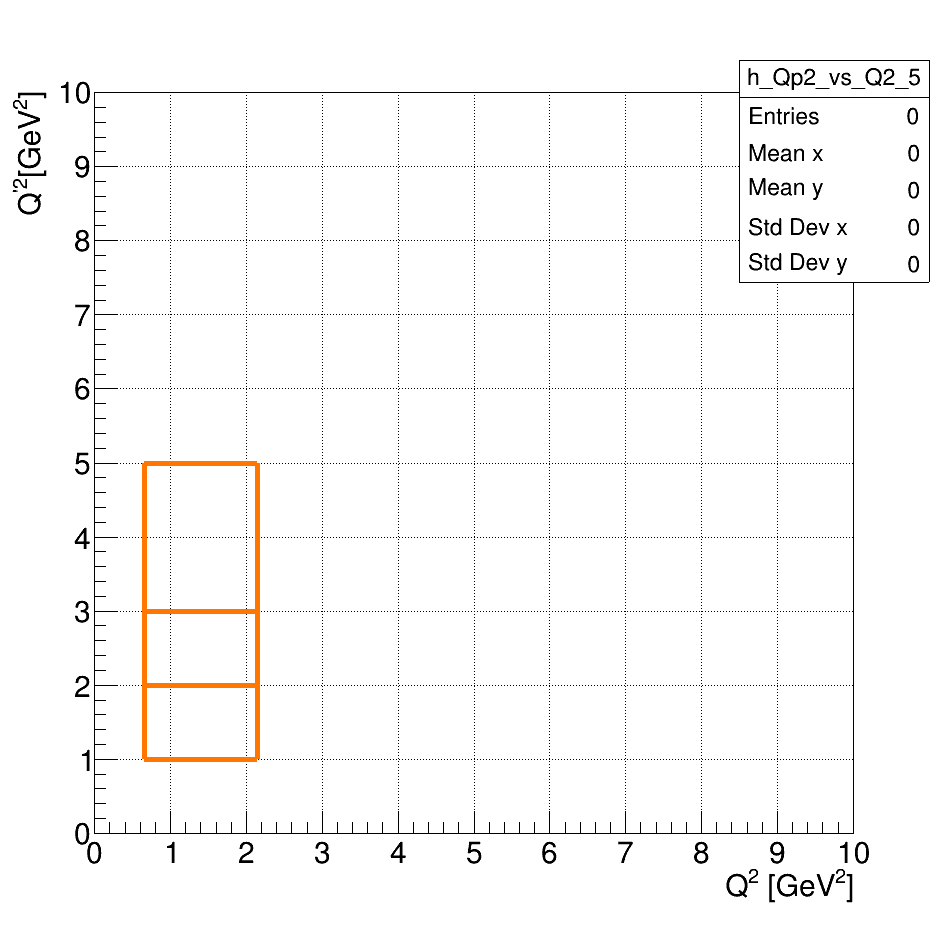 h_Qp2_vs_Q2_5
Entries 0
Mean x 0
Mean y 0
Std Dev x 0
Std Dev y 0
Q'²[GeV²]
10
9
8
7
6
5
4
3
2
1
0
0 1 2 3 4 5 6 7 8 9 10
Q² [GeV²]